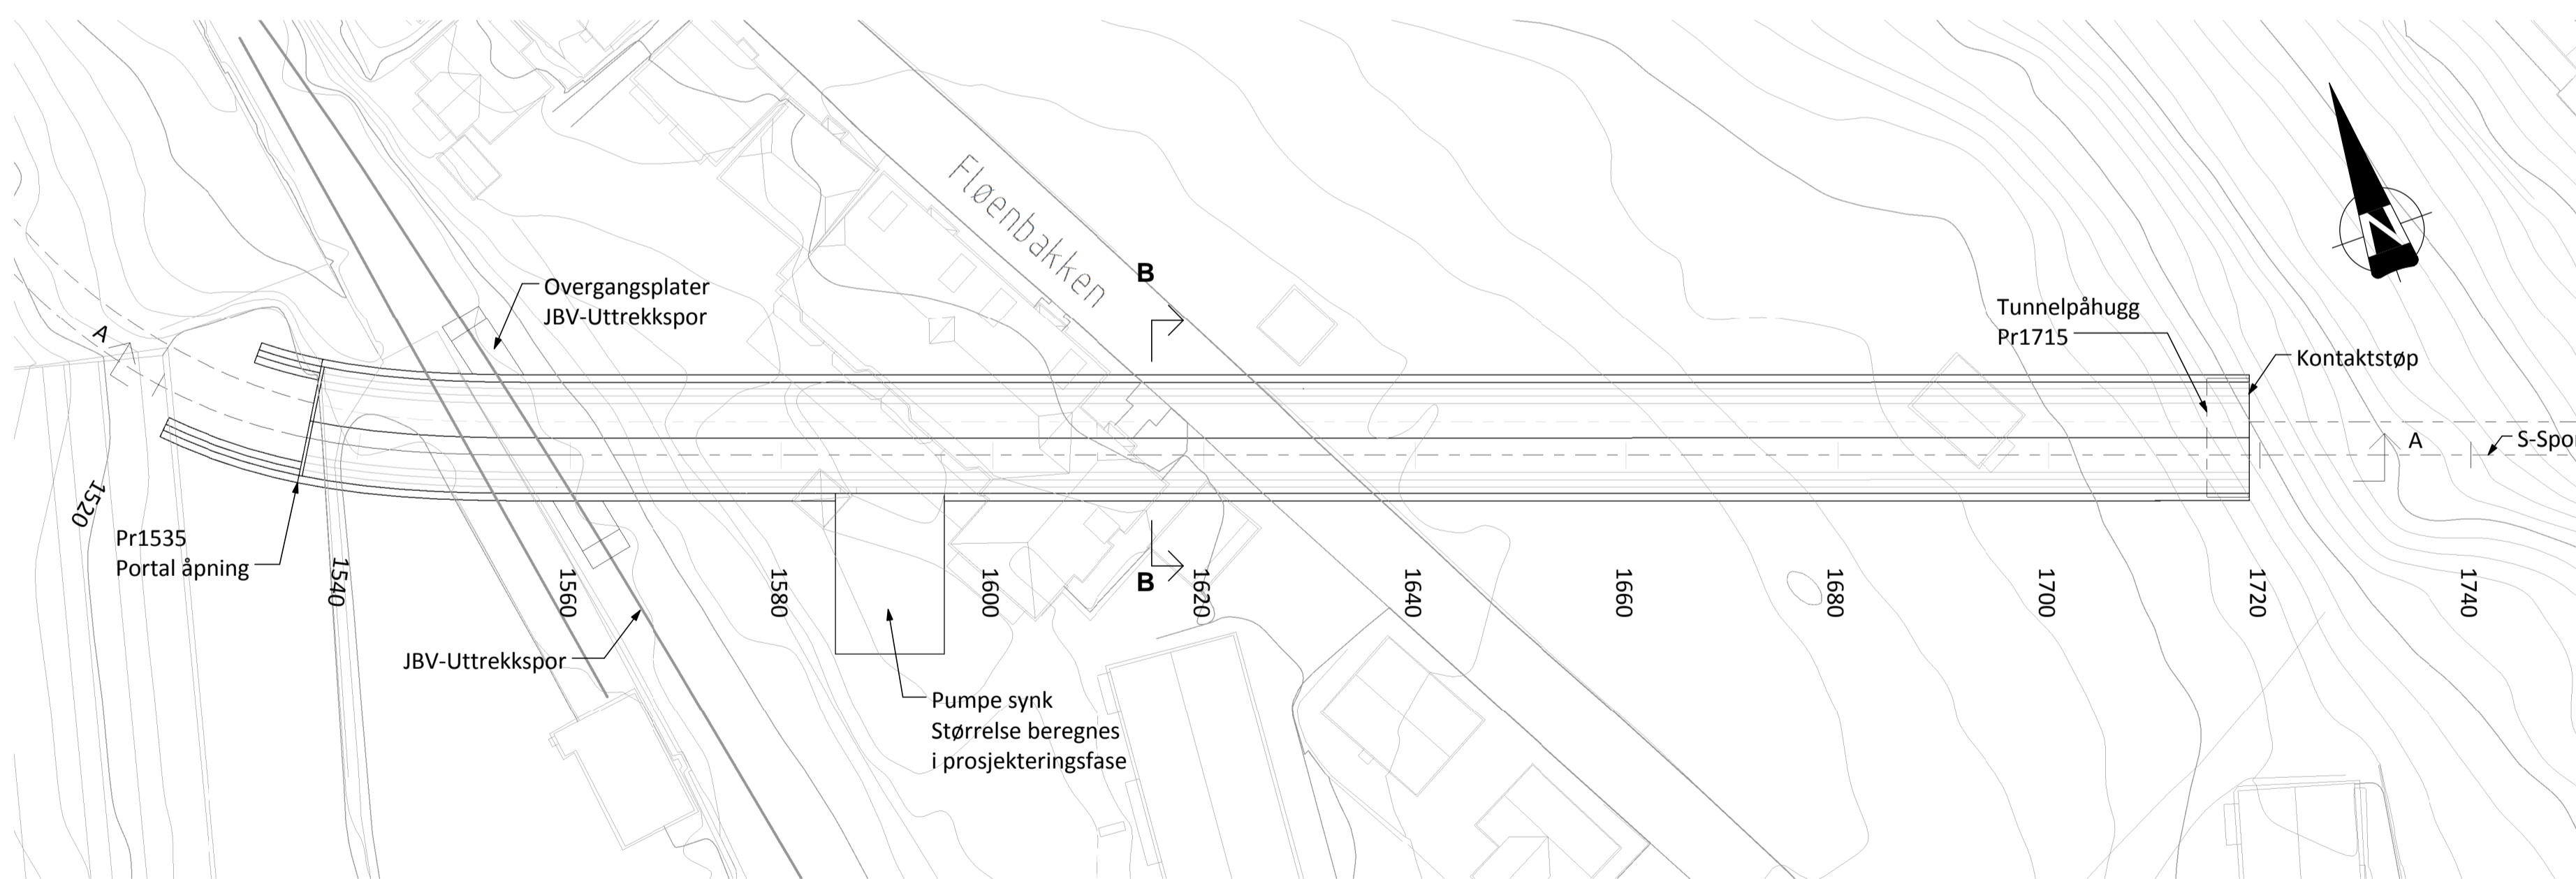 Fløenbakken
B
Overgangsplater
JBV-Uttrekkspor
Tunnelpåhugg
Pr1715
Kontaktstøp
N
A
A
S-Spo
1520
Pr1535
Portal åpning
1540
1560
1580
1600
B
1620
1640
1660
1680
1700
1720
1740
JBV-Uttrekkspor
Pumpe synk
Størrelse beregnes
i prosjekteringsfase